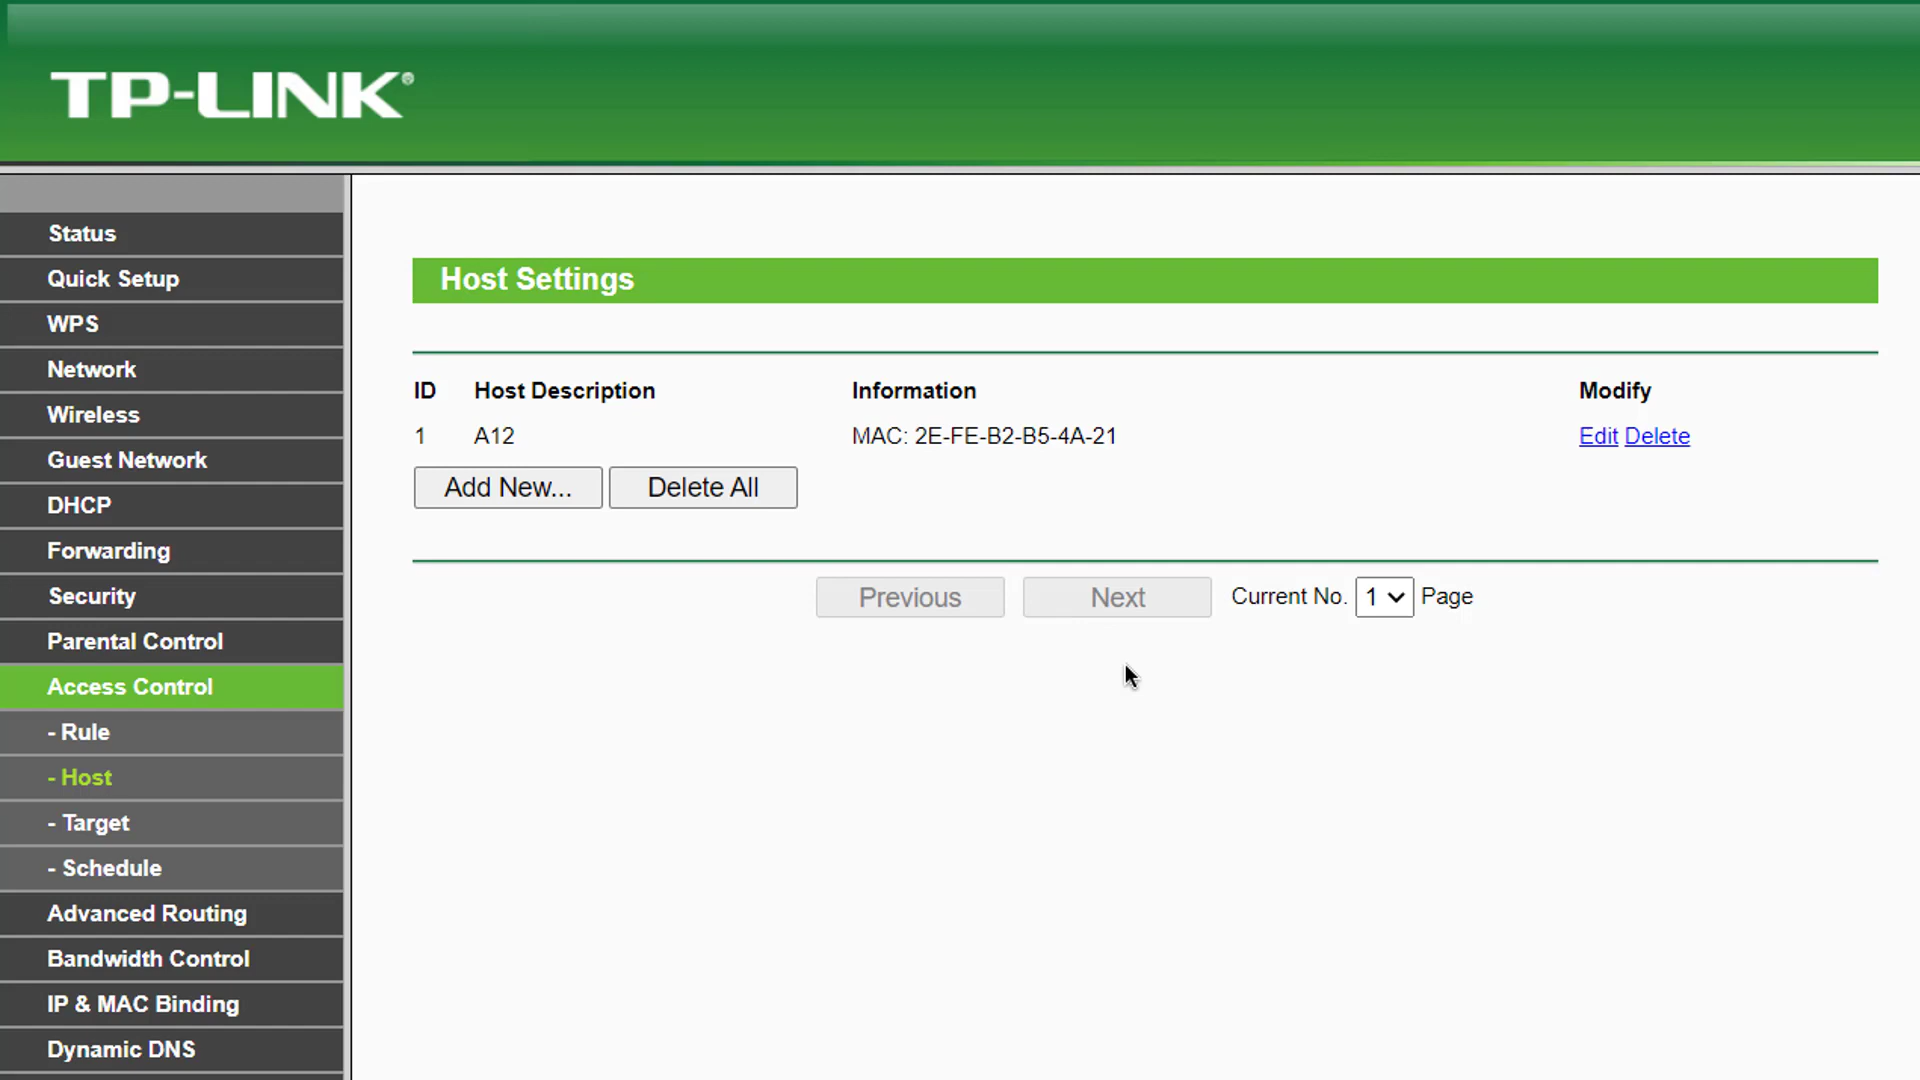 TP-LINK®
Status
Quick Setup
WPS
Network
Wireless
Guest Network
DHCP
Forwarding
Security
Parental Control
Access Control
- Rule
- Host
- Target
- Schedule
Advanced Routing
Bandwidth Control
IP & MAC Binding
Dynamic DNS
Host Settings
ID Host Description Information Modify
1 A12 MAC: 2E-FE-B2-B5-4A-21 Edit Delete
Add New... Delete All
Previous Next Current No. 1 Page